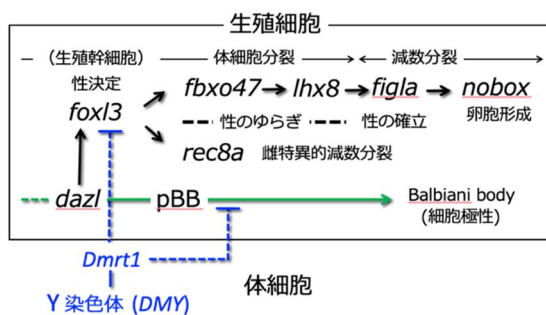 生殖細胞
(生殖幹細胞) 体細胞分裂 減数分裂
性決定
foxl3 fbxo47 lhx8 figla nobox
性のゆらぎ 性の確立 卵胞形成
rec8a 雌特異的減数分裂
dazl pBB Balbiani body
(細胞極性)
Dmrt1
体細胞
Y 染色体 (DMY)